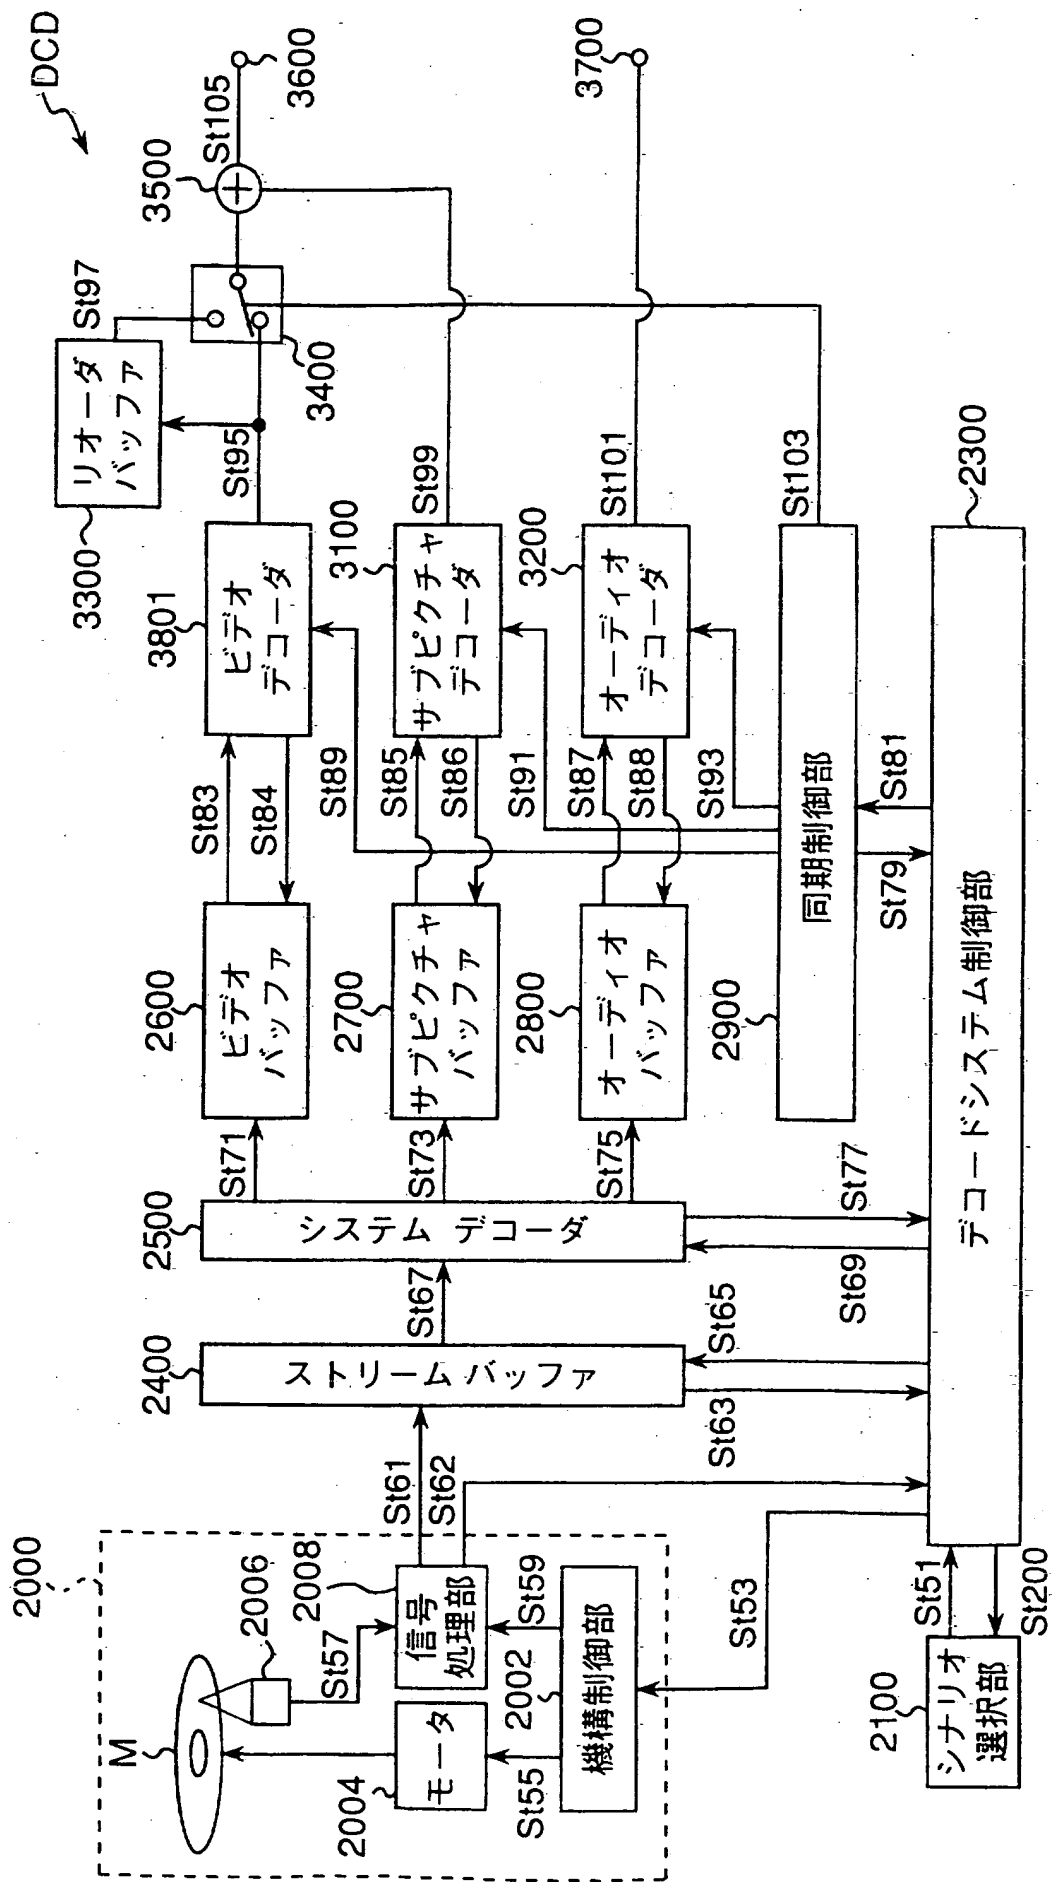 DCD
2000
M
2006
St57
2008
信号
処理部
2004
モータ
St55
2002
St59
機構制御部
St61
St62
St53
2100
シナリオ
選択部
St51
St200
2400
ストリームバッファ
St63
St65
St67
2500
システム デコーダ
St69
St77
St71
St73
St75
2600
ビデオ
バッファ
2700
サブピクチャ
バッファ
2800
オーディオ
バッファ
2900
同期制御部
St79
St81
2300
デコードシステム制御部
St83
St84
St89
St85
St86
St91
St87
St88
St93
3801
ビデオ
デコーダ
3100
サブピクチャ
デコーダ
3200
オーディオ
デコーダ
St95
St99
St101
St103
3300
リオーダ
バッファ
St97
3400
3500
St105
3600
3700